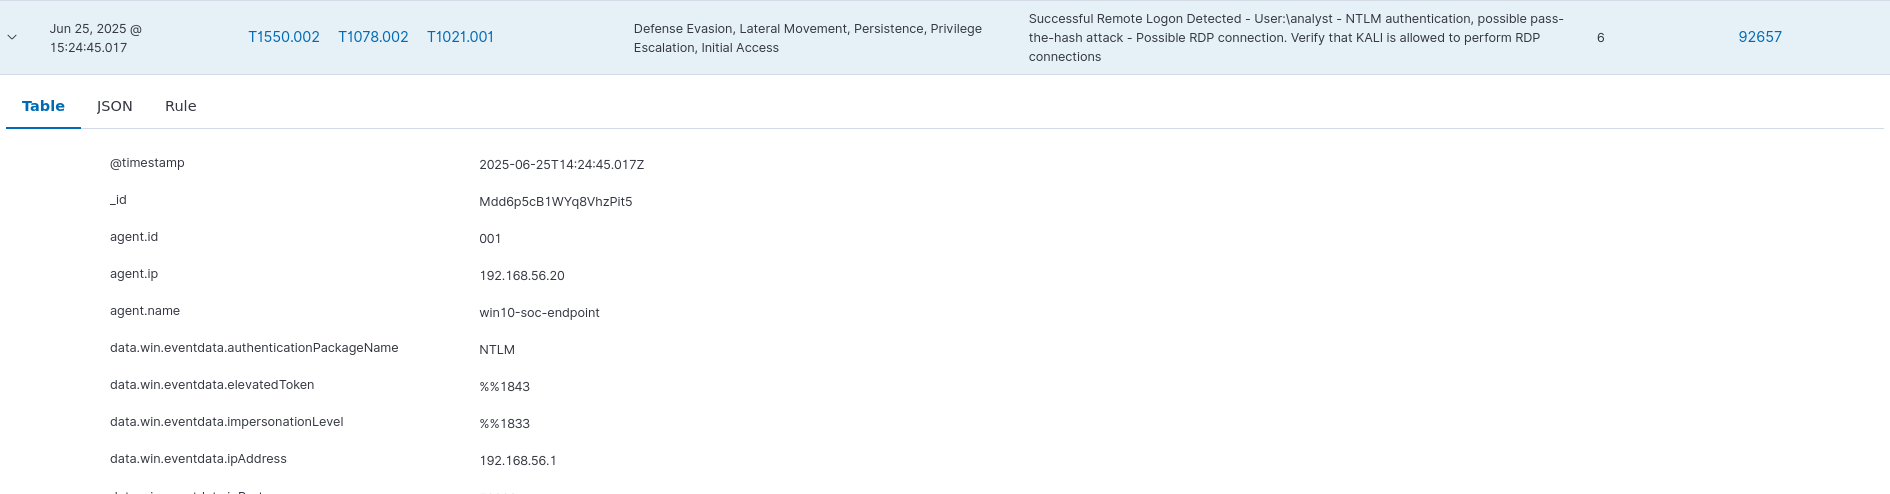 Jun 25, 2025 @
15:24:45.017
T1550.002 T1078.002 T1021.001
Defense Evasion, Lateral Movement, Persistence, Privilege
Escalation, Initial Access
Successful Remote Logon Detected - User:\analyst - NTLM authentication, possible pass-
the-hash attack - Possible RDP connection. Verify that KALI is allowed to perform RDP
connections
6
92657
Table JSON Rule
@timestamp 2025-06-25T14:24:45.017Z
_id Mdd6p5cB1WYq8VhzPit5
agent.id 001
agent.ip 192.168.56.20
agent.name win10-soc-endpoint
data.win.eventdata.authenticationPackageName NTLM
data.win.eventdata.elevatedToken %%1843
data.win.eventdata.impersonationLevel %%1833
data.win.eventdata.ipAddress 192.168.56.1